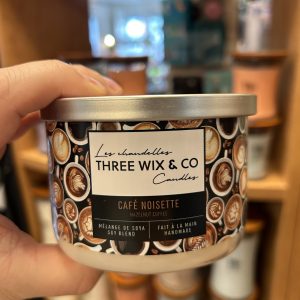 Les chandelles
THREE WIX & CO
Candles
CAFÉ NOISETTE
HAZELNUT COFFEE
MÉLANGE DE SOYA
SOY BLEND
FAIT À LA MAIN
HANDMADE